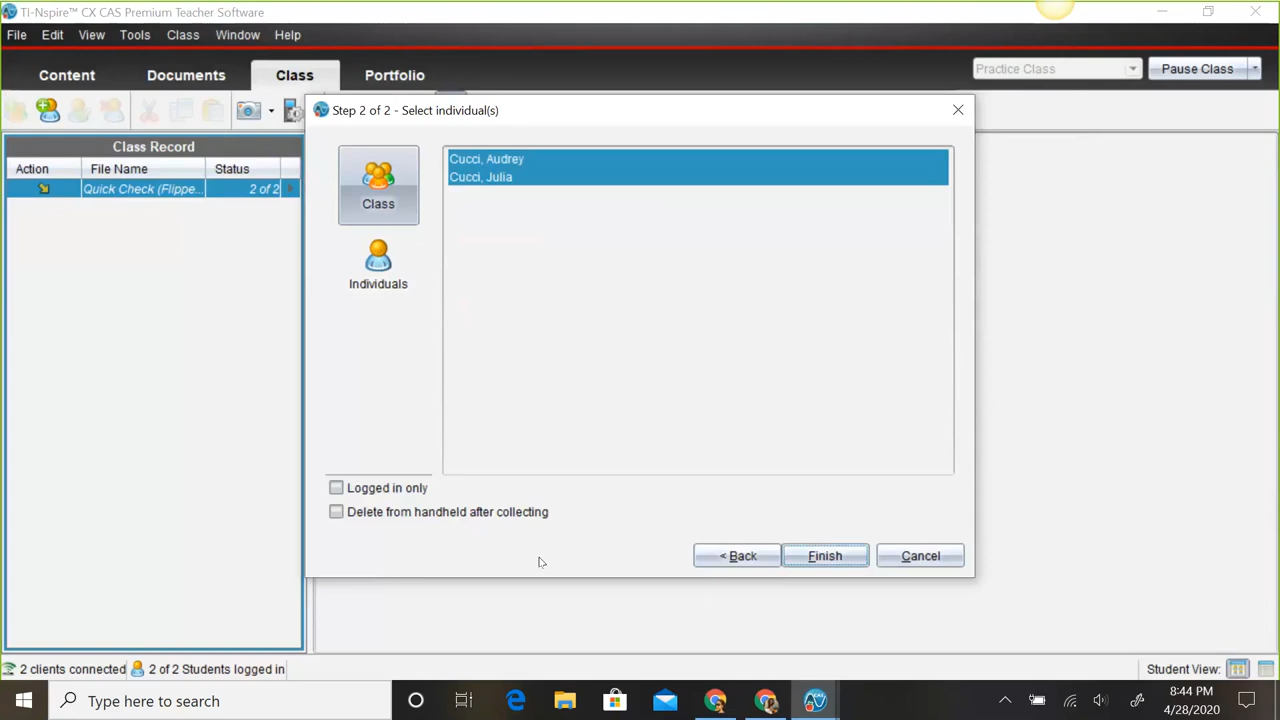 TI-Nspire™ CX CAS Premium Teacher Software
File Edit View Tools Class Window Help
Content Documents Class Portfolio
Practice Class Pause Class
Step 2 of 2 - Select individual(s)
Class Record
Action File Name Status
Quick Check (Flippe... 2 of 2
Class
Individuals
Cucci, Audrey
Cucci, Julia
Logged in only
Delete from handheld after collecting
< Back Finish Cancel
2 clients connected 2 of 2 Students logged in Student View:
Type here to search
8:44 PM
4/28/2020